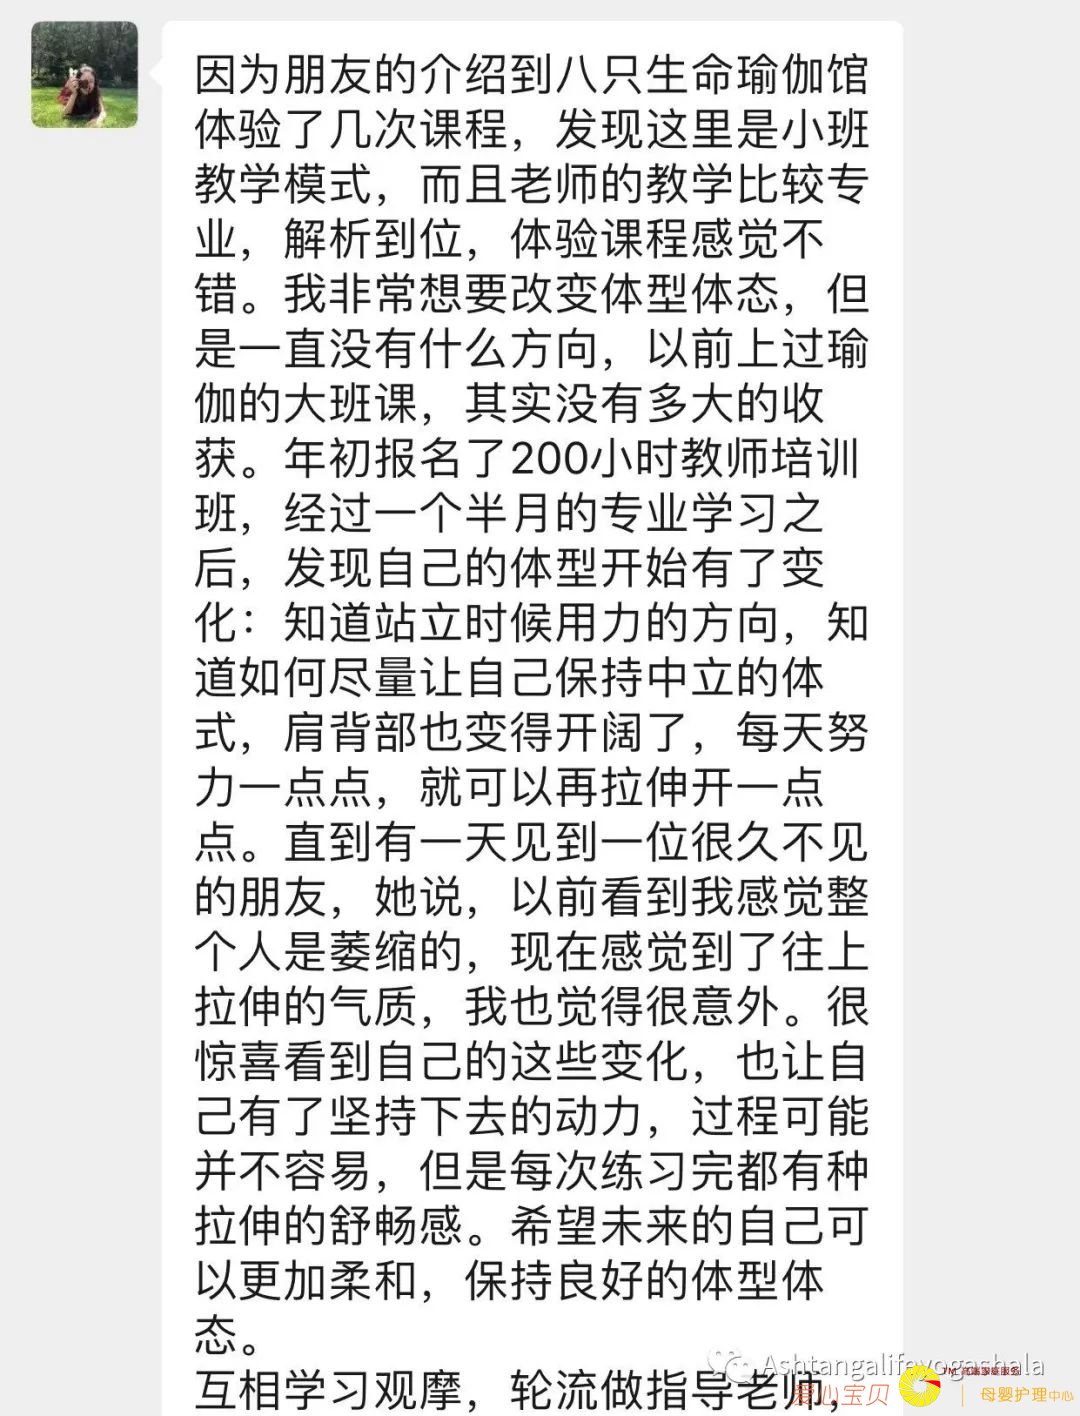 因为朋友的介绍到八只生命瑜伽馆
体验了几次课程，发现这里是小班
教学模式，而且老师的教学比较专
业，解析到位，体验课程感觉不
错。我非常想要改变体型体态，但
是一直没有什么方向，以前上过瑜
伽的大班课，其实没有多大的收
获。年初报名了200小时教师培训
班，经过一个半月的专业学习之
后，发现自己的体型开始有了变
化：知道站立时候用力的方向，知
道如何尽量让自己保持中立的体
式，肩背部也变得开阔了，每天努
力一点点，就可以再拉伸开一点
点。直到有一天见到一位很久不见
的朋友，她说，以前看到我感觉整
个人是萎缩的，现在感觉到了往上
拉伸的气质，我也觉得很意外。很
惊喜看到自己的这些变化，也让自
己有了坚持下去的动力，过程可能
并不容易，但是每次练习完都有种
拉伸的舒畅感。希望未来的自己可
以更加柔和，保持良好的体型体
态。
互相学习观摩，轮流做指导老师，
Ashtangalifeyogashala
TM 高端家庭服务
爱心宝贝 | 母婴护理中心